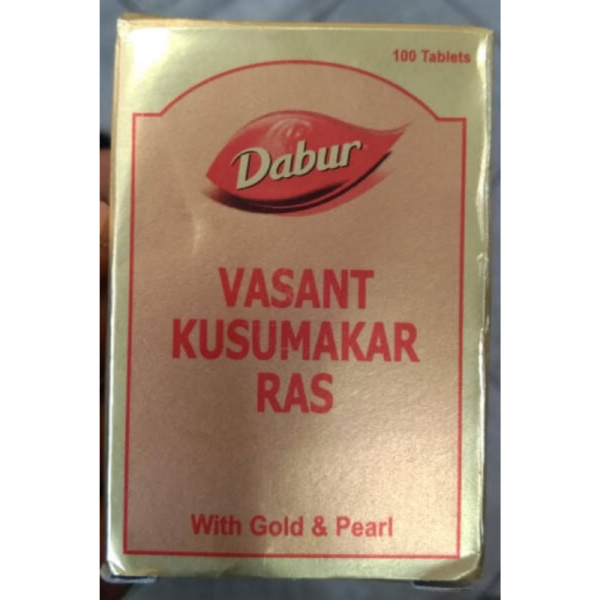 100 Tablets
Dabur
VASANT
KUSUMAKAR
RAS
With Gold & Pearl